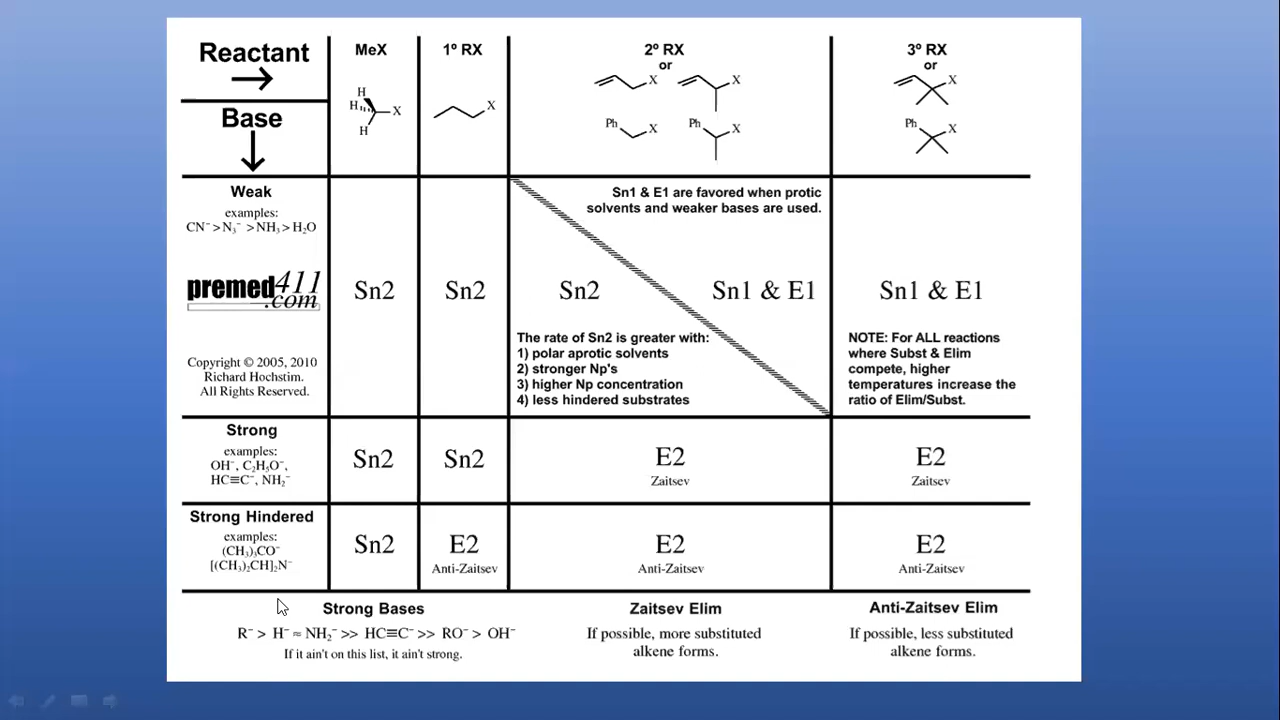 Reactant
Base
MeX
1º RX
2º RX
or
3º RX
or
H
H
H
X
X
X
X
Ph
X
Ph
X
X
Ph
X
Weak
examples:
CN⁻ > N₃⁻ > NH₃ > H₂O
premed411
.com
Copyright © 2005, 2010
Richard Hochstim.
All Rights Reserved.
Sn2
Sn2
Sn1 & E1 are favored when protic
solvents and weaker bases are used.
Sn2
Sn1 & E1
The rate of Sn2 is greater with:
1) polar aprotic solvents
2) stronger Np's
3) higher Np concentration
4) less hindered substrates
Sn1 & E1
NOTE: For ALL reactions
where Subst & Elim
compete, higher
temperatures increase the
ratio of Elim/Subst.
Strong
examples:
OH⁻, C₂H₅O⁻,
HC≡C⁻, NH₂⁻
Sn2
Sn2
E2
Zaitsev
E2
Zaitsev
Strong Hindered
examples:
(CH₃)₃CO⁻
[(CH₃)₂CH]₂N⁻
Sn2
E2
Anti-Zaitsev
E2
Anti-Zaitsev
E2
Anti-Zaitsev
Strong Bases
R⁻ > H⁻ ≈ NH₂⁻ >> HC≡C⁻ >> RO⁻ > OH⁻
If it ain't on this list, it ain't strong.
Zaitsev Elim
If possible, more substituted
alkene forms.
Anti-Zaitsev Elim
If possible, less substituted
alkene forms.